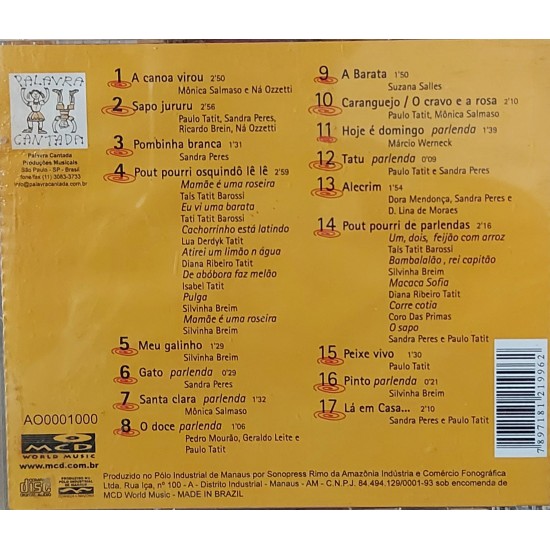 PALAVRA
CANTADA
Palavra Cantada
Produções Musicais
São Paulo - SP - Brasil
fone/fax (11) 3083-3733
info@palavracantada.com.br
1 A canoa virou 2'50
Mônica Salmaso e Ná Ozzetti
2 Sapo jururu 2'56
Paulo Tatit, Sandra Peres,
Ricardo Brein, Ná Ozzetti
3 Pombinha branca 1'31
Sandra Peres
4 Pout pourri osquindô lê lê 2'59
Mamãe é uma roseira
Taís Tatit Barossi
Eu vi uma barata
Tati Tatit Barossi
Cachorrinho está latindo
Lua Derdyk Tatit
Atirei um limão n água
Diana Ribeiro Tatit
De abóbora faz melão
Isabel Tatit
Pulga
Silvinha Breim
Mamãe é uma roseira
Silvinha Breim
5 Meu galinho 1'29
Silvinha Breim
6 Gato parlenda 0'29
Sandra Peres
7 Santa clara parlenda 1'32
Mônica Salmaso
8 O doce parlenda 1'06
Pedro Mourão, Geraldo Leite e
Paulo Tatit
9 A Barata 1'50
Suzana Salles
10 Caranguejo / O cravo e a rosa 2'10
Paulo Tatit, Mônica Salmaso
11 Hoje é domingo parlenda 1'39
Márcio Werneck
12 Tatu parlenda 0'09
Paulo Tatit e Sandra Peres
13 Alecrim 1'54
Dora Mendonça, Sandra Peres e
D. Lina de Moraes
14 Pout pourri de parlendas 2'16
Um, dois, feijão com arroz
Taís Tatit Barossi
Bambalalão, rei capitão
Silvinha Breim
Macaca Sofia
Diana Ribeiro Tatit
Corre cotia
Coro Das Primas
O sapo
Sandra Peres e Paulo Tatit
15 Peixe vivo 1'30
Paulo Tatit
16 Pinto parlenda 0'21
Silvinha Breim
17 Lá em Casa... 2'10
Sandra Peres e Paulo Tatit
7897181219962
AO0001000
MCD
WORLD MUSIC
www.mcd.com.br
disc
Produzido no Pólo Industrial de Manaus por Sonopress Rimo da Amazônia Indústria e Comércio Fonográfica
Ltda. Rua Iça, nº 100 - A - Distrito Industrial - Manaus - AM - C.N.P.J. 84.494.129/0001-93 sob encomenda de
MCD World Music - MADE IN BRAZIL